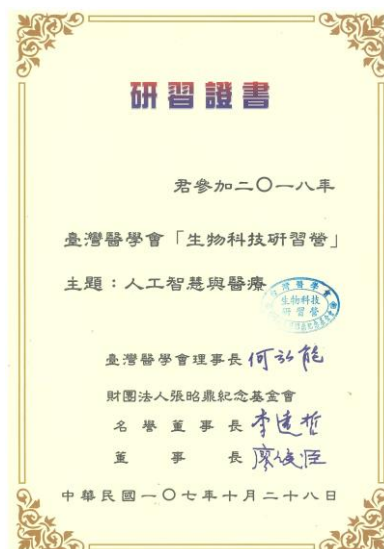 研習證書
君參加二〇一八年
臺灣醫學會「生物科技研習營」
主題：人工智慧與醫療
生物科技
研習營
臺灣醫學會理事長 何弘能
財團法人張昭鼎紀念基金會
名譽董事長 李遠哲
董事長 廖俊臣
中華民國一〇七年十月二十八日